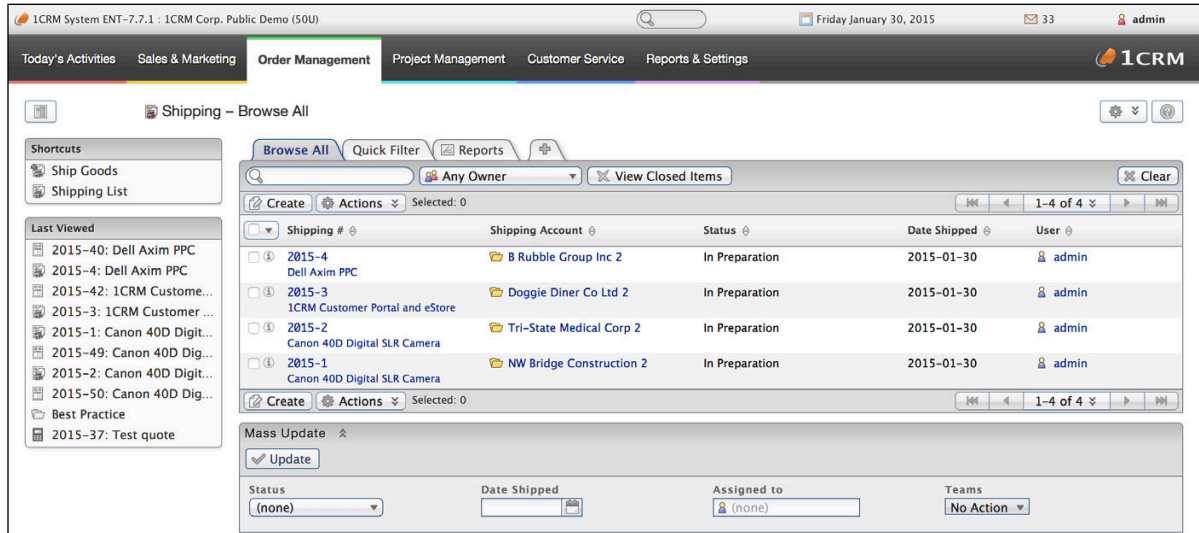 1CRM System ENT-7.7.1 : 1CRM Corp. Public Demo (50U)
Friday January 30, 2015
33
admin
Today's Activities
Sales & Marketing
Order Management
Project Management
Customer Service
Reports & Settings
1CRM
Shipping – Browse All
Shortcuts
Ship Goods
Shipping List
Last Viewed
2015-40: Dell Axim PPC
2015-4: Dell Axim PPC
2015-42: 1CRM Custome...
2015-3: 1CRM Customer ...
2015-1: Canon 40D Digit...
2015-49: Canon 40D Dig...
2015-2: Canon 40D Digit...
2015-50: Canon 40D Dig...
Best Practice
2015-37: Test quote
Browse All Quick Filter Reports
Any Owner View Closed Items Clear
Create Actions Selected: 0 1-4 of 4
Shipping # Shipping Account Status Date Shipped User
2015-4 B Rubble Group Inc 2 In Preparation 2015-01-30 admin
Dell Axim PPC
2015-3 Doggie Diner Co Ltd 2 In Preparation 2015-01-30 admin
1CRM Customer Portal and eStore
2015-2 Tri-State Medical Corp 2 In Preparation 2015-01-30 admin
Canon 40D Digital SLR Camera
2015-1 NW Bridge Construction 2 In Preparation 2015-01-30 admin
Canon 40D Digital SLR Camera
Create Actions Selected: 0 1-4 of 4
Mass Update
Update
Status Date Shipped Assigned to Teams
(none) (none) No Action